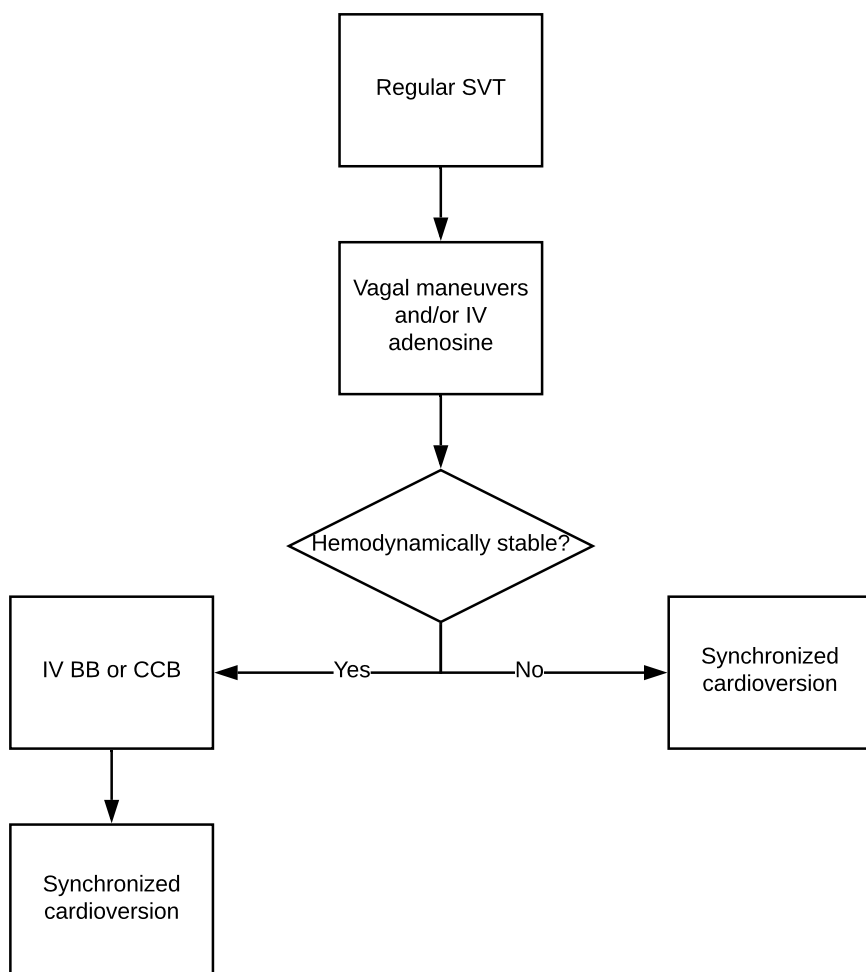 Regular SVT
Vagal maneuvers
and/or IV
adenosine
Hemodynamically stable?
Yes
No
IV BB or CCB
Synchronized
cardioversion
Synchronized
cardioversion